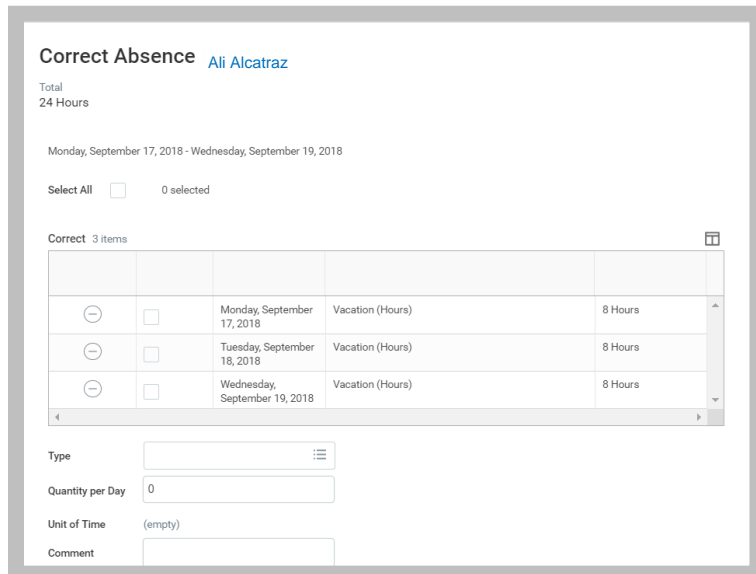 Correct Absence Ali Alcatraz
Total
24 Hours
Monday, September 17, 2018 - Wednesday, September 19, 2018
Select All 0 selected
Correct 3 items
Monday, September 17, 2018 Vacation (Hours) 8 Hours
Tuesday, September 18, 2018 Vacation (Hours) 8 Hours
Wednesday, September 19, 2018 Vacation (Hours) 8 Hours
Type
Quantity per Day 0
Unit of Time (empty)
Comment